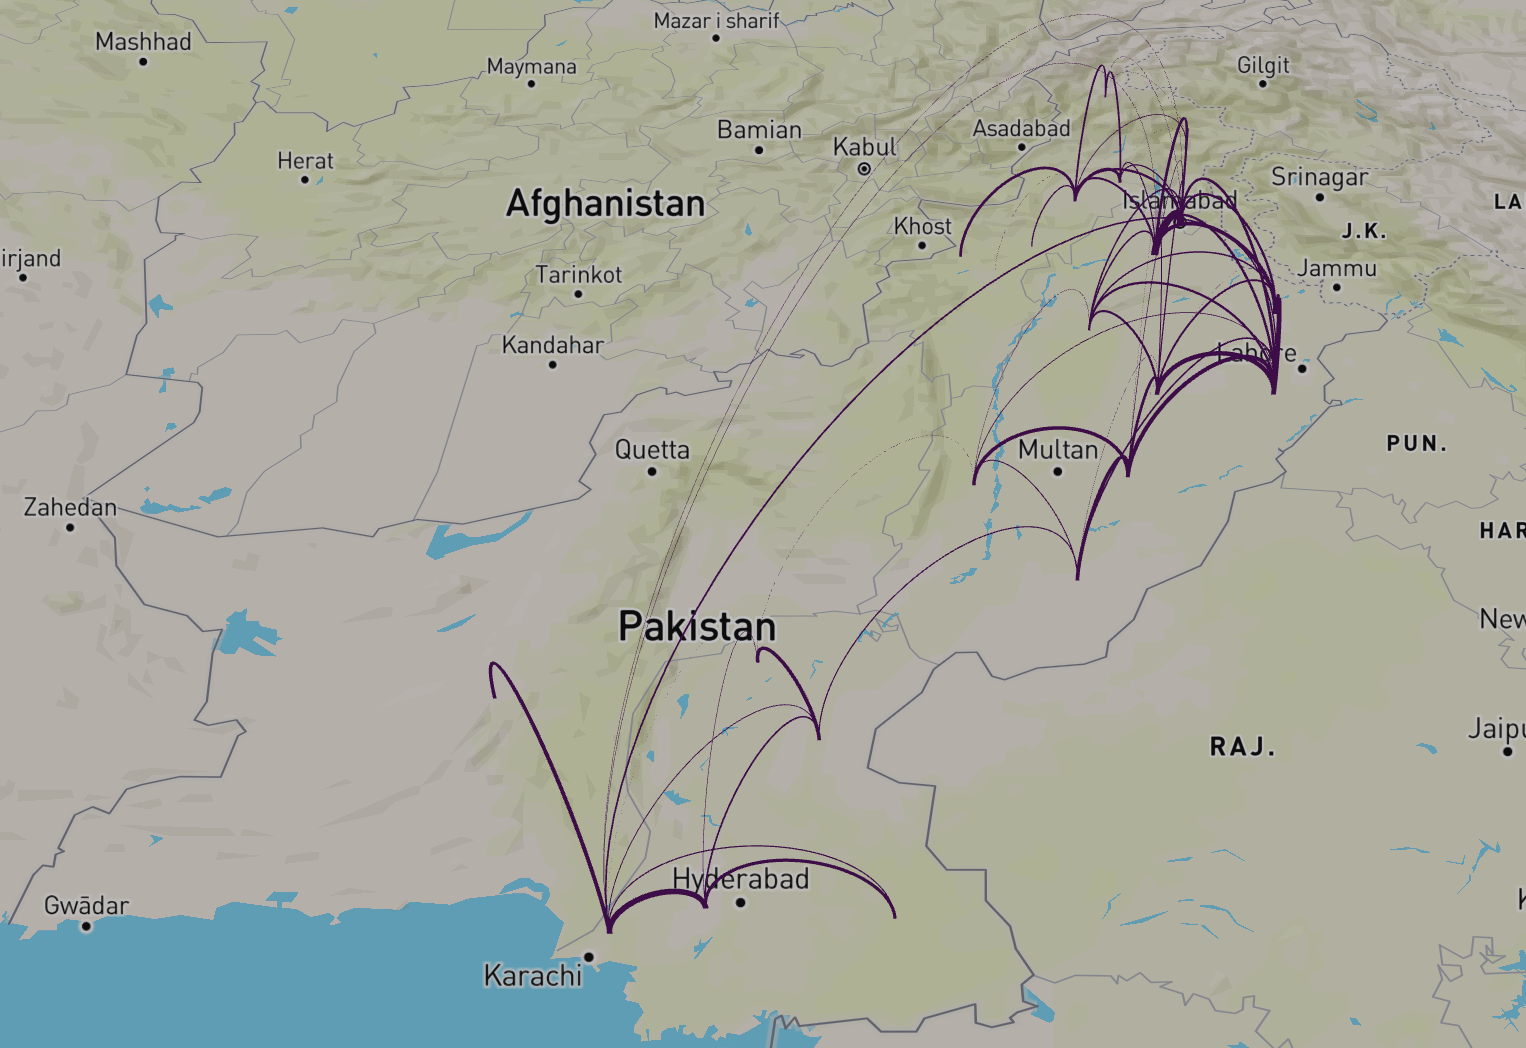 Mazar i sharif
Mashhad
Maymana
Gilgit
Bamian
Asadabad
Kabul
Herat
Srinagar
Islamabad
Afghanistan
LA
Khost
J.K.
irjand
Tarinkot
Jammu
Kandahar
Lahore
PUN.
Quetta
Multan
Zahedan
HAR
New
Pakistan
Jaipu
RAJ.
Hyderabad
Gwādar
Karachi